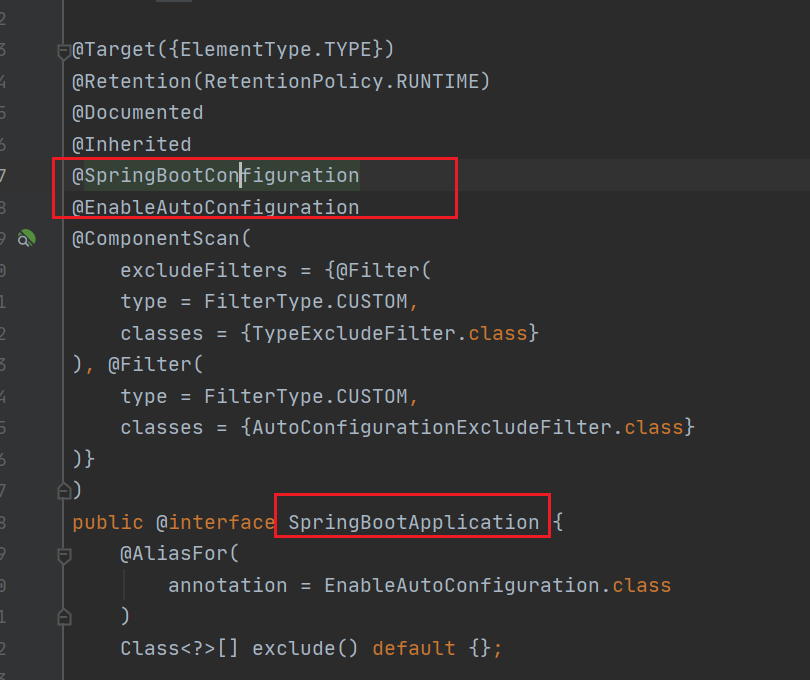 2
3 @Target({ElementType.TYPE})
4 @Retention(RetentionPolicy.RUNTIME)
5 @Documented
6 @Inherited
7 @SpringBootConfiguration
8 @EnableAutoConfiguration
9 @ComponentScan(
0 excludeFilters = {@Filter(
1 type = FilterType.CUSTOM,
2 classes = {TypeExcludeFilter.class}
3 ), @Filter(
4 type = FilterType.CUSTOM,
5 classes = {AutoConfigurationExcludeFilter.class}
6 )}
7 )
8 public @interface SpringBootApplication {
9 @AliasFor(
0 annotation = EnableAutoConfiguration.class
1 )
2 Class<?>[] exclude() default {};